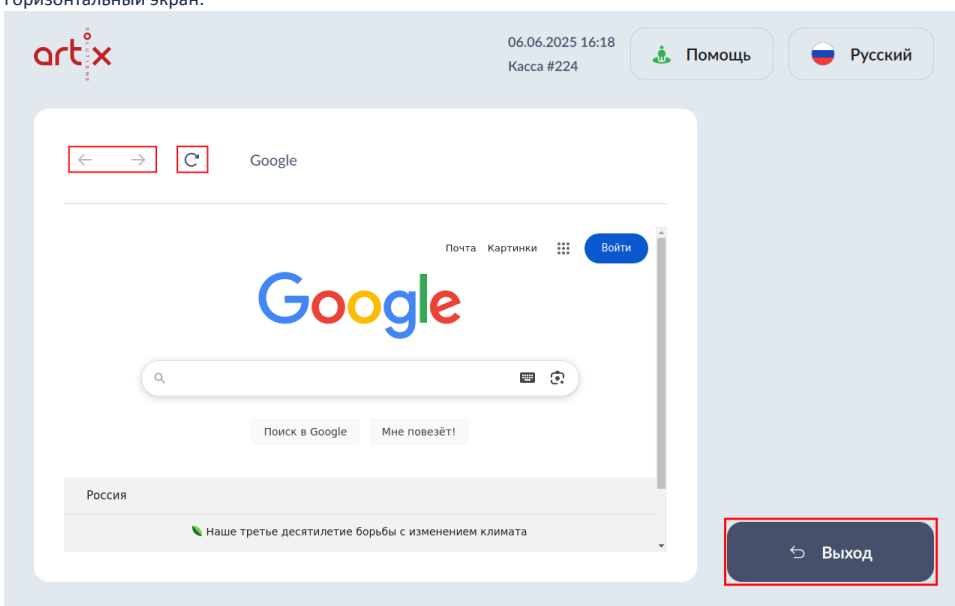 Горизонтальный экран:
artix
SOLUTIONS
06.06.2025 16:18
Касса #224
Помощь
Русский
Google
Почта Картинки
Войти
Google
Поиск в Google
Мне повезёт!
Россия
Наше третье десятилетие борьбы с изменением климата
Выход